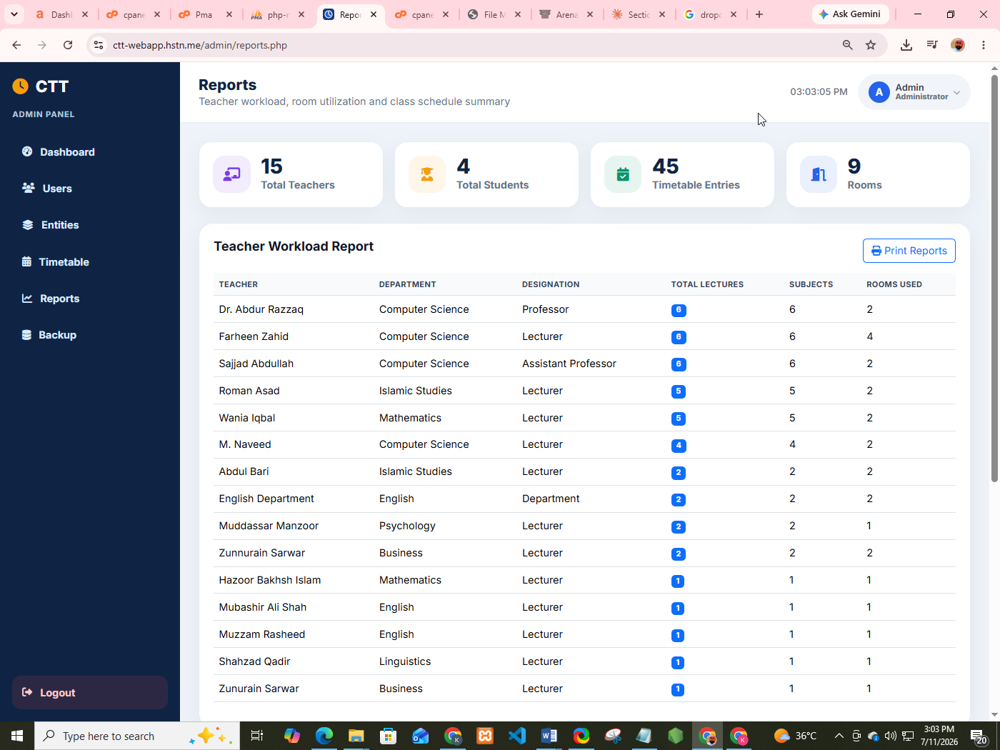 Dashb
cpane
Pma
php-m
Repor
cpane
File M
Arena
Sectio
dropd
Ask Gemini
ctt-webapp.hstn.me/admin/reports.php
CTT
ADMIN PANEL
Dashboard
Users
Entities
Timetable
Reports
Backup
Logout
Reports
Teacher workload, room utilization and class schedule summary
03:03:05 PM
A
Admin
Administrator
15
Total Teachers
4
Total Students
45
Timetable Entries
9
Rooms
Teacher Workload Report
Print Reports
TEACHER DEPARTMENT DESIGNATION TOTAL LECTURES SUBJECTS ROOMS USED
Dr. Abdur Razzaq Computer Science Professor 6 6 2
Farheen Zahid Computer Science Lecturer 6 6 4
Sajjad Abdullah Computer Science Assistant Professor 6 6 2
Roman Asad Islamic Studies Lecturer 5 5 2
Wania Iqbal Mathematics Lecturer 5 5 2
M. Naveed Computer Science Lecturer 4 4 2
Abdul Bari Islamic Studies Lecturer 2 2 2
English Department English Department 2 2 2
Muddassar Manzoor Psychology Lecturer 2 2 1
Zunnurain Sarwar Business Lecturer 2 2 2
Hazoor Bakhsh Islam Mathematics Lecturer 1 1 1
Mubashir Ali Shah English Lecturer 1 1 1
Muzzam Rasheed English Lecturer 1 1 1
Shahzad Qadir Linguistics Lecturer 1 1 1
Zunurain Sarwar Business Lecturer 1 1 1
Type here to search
36°C
3:03 PM
7/11/2026
20